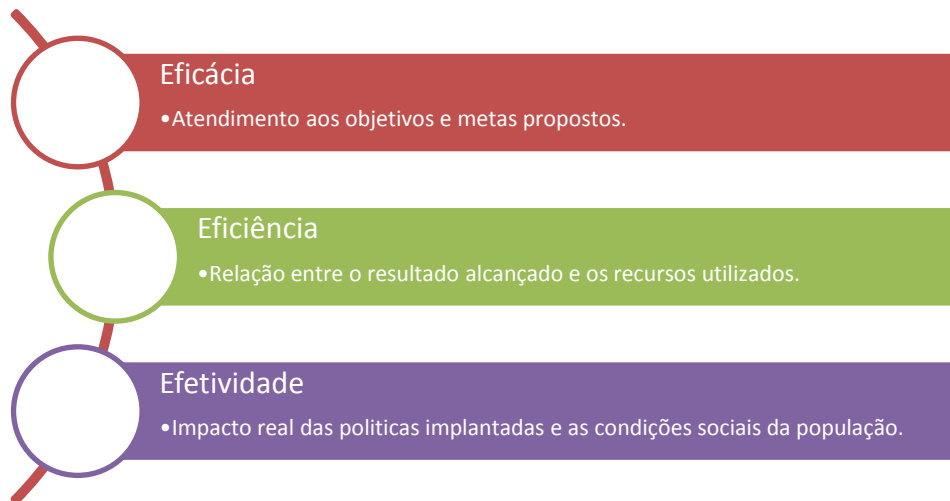 Eficácia
•Atendimento aos objetivos e metas propostos.
Eficiência
•Relação entre o resultado alcançado e os recursos utilizados.
Efetividade
•Impacto real das politicas implantadas e as condições sociais da população.